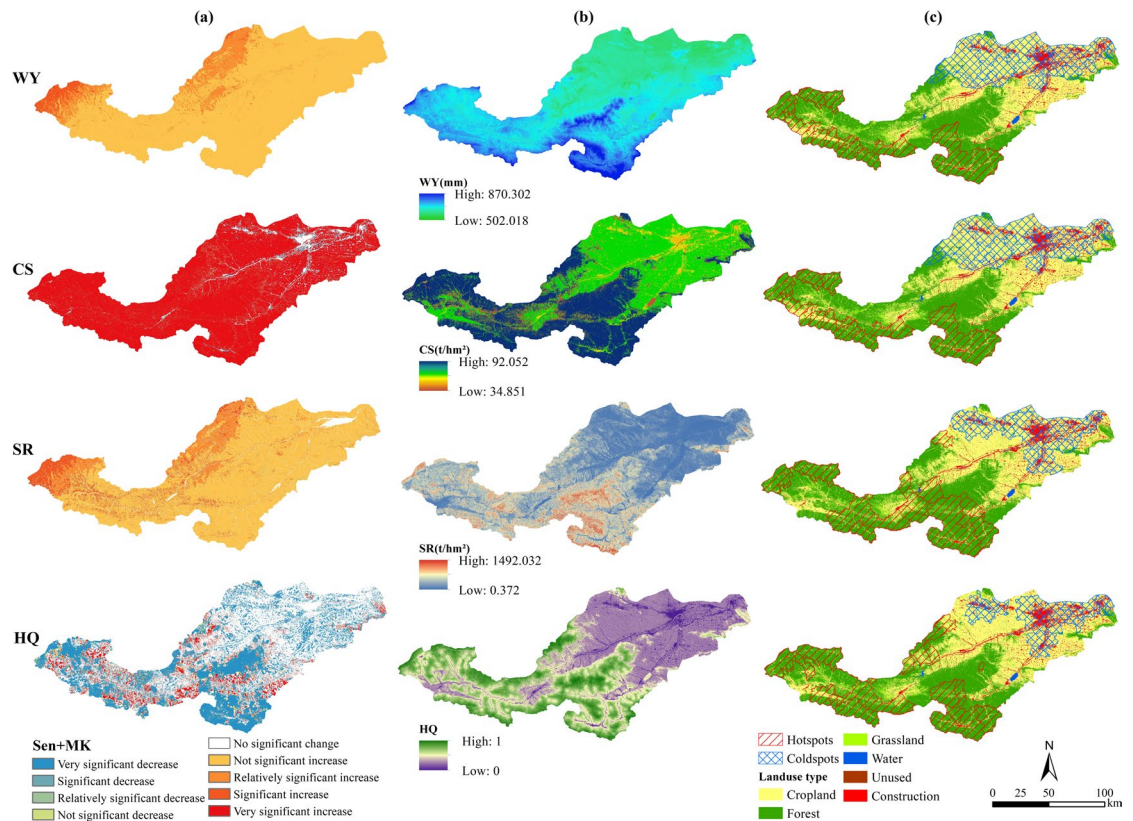 (a)
(b)
(c)
WY
WY(mm)
High: 870.302
Low: 502.018
CS
CS(t/hm²)
High: 92.052
Low: 34.851
SR
SR(t/hm²)
High: 1492.032
Low: 0.372
HQ
Sen+MK
Very significant decrease
Significant decrease
Relatively significant decrease
Not significant decrease
No significant change
Not significant increase
Relatively significant increase
Significant increase
Very significant increase
HQ
High: 1
Low: 0
Hotspots
Coldspots
Landuse type
Cropland
Forest
Grassland
Water
Unused
Construction
N
0 25 50 100
km